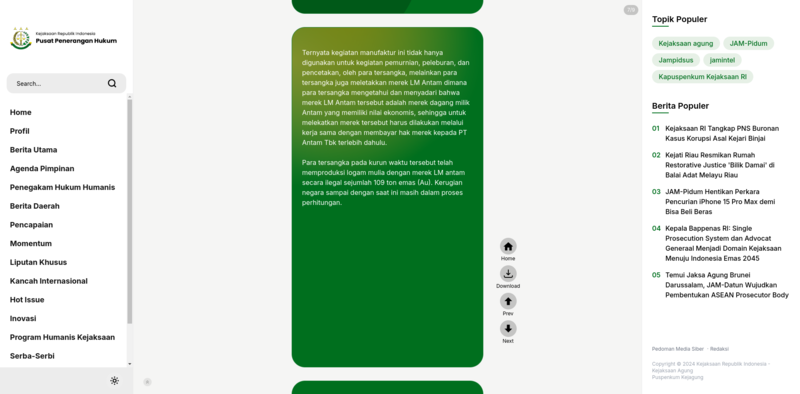 Kejaksaan Republik Indonesia
Pusat Penerangan Hukum
Search...
Home
Profil
Berita Utama
Agenda Pimpinan
Penegakam Hukum Humanis
Berita Daerah
Pencapaian
Momentum
Liputan Khusus
Kancah Internasional
Hot Issue
Inovasi
Program Humanis Kejaksaan
Serba-Serbi
Ternyata kegiatan manufaktur ini tidak hanya
digunakan untuk kegiatan pemurnian, peleburan, dan
pencetakan, oleh para tersangka, melainkan para
tersangka juga meletakkan merek LM Antam dimana
para tersangka mengetahui dan menyadari bahwa
merek LM Antam tersebut adalah merek dagang milik
Antam yang memiliki nilai ekonomis, sehingga untuk
melekatkan merek tersebut harus dilakukan melalui
kerja sama dengan membayar hak merek kepada PT
Antam Tbk terlebih dahulu.
Para tersangka pada kurun waktu tersebut telah
memproduksi logam mulia dengan merek LM antam
secara ilegal sejumlah 109 ton emas (Au). Kerugian
negara sampai dengan saat ini masih dalam proses
perhitungan.
Home
Download
Prev
Next
Topik Populer
Kejaksaan agung
JAM-Pidum
Jampidsus
jamintel
Kapuspenkum Kejaksaan RI
Berita Populer
01 Kejaksaan RI Tangkap PNS Buronan
Kasus Korupsi Asal Kejari Binjai
02 Kejati Riau Resmikan Rumah
Restorative Justice 'Bilik Damai' di
Balai Adat Melayu Riau
03 JAM-Pidum Hentikan Perkara
Pencurian iPhone 15 Pro Max demi
Bisa Beli Beras
04 Kepala Bappenas RI: Single
Prosecution System dan Advocat
Generaal Menjadi Domain Kejaksaan
Menuju Indonesia Emas 2045
05 Temui Jaksa Agung Brunei
Darussalam, JAM-Datun Wujudkan
Pembentukan ASEAN Prosecutor Body
Pedoman Media Siber · Redaksi
Copyright © 2024 Kejaksaan Republik Indonesia -
Kejaksaan Agung
Puspenkum Kejagung